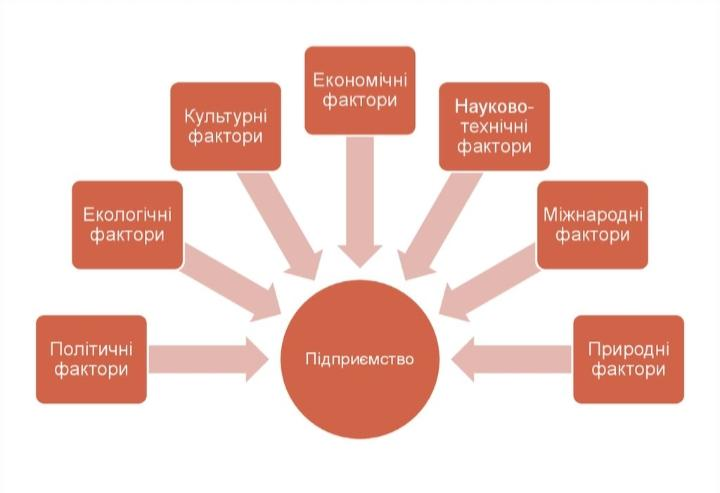 Економічні
фактори
Культурні
фактори
Науково-
технічні
фактори
Екологічні
фактори
Міжнародні
фактори
Політичні
фактори
Підприємство
Природні
фактори